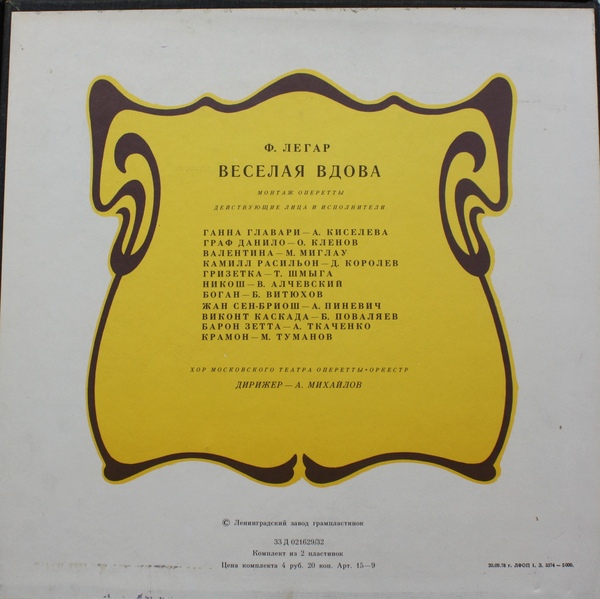 Ф. ЛЕГАР
ВЕСЕЛАЯ ВДОВА
МОНТАЖ ОПЕРЕТТЫ
ДЕЙСТВУЮЩИЕ ЛИЦА И ИСПОЛНИТЕЛИ
ГАННА ГЛАВАРИ — А. КИСЕЛЕВА
ГРАФ ДАНИЛО — О. КЛЕНОВ
ВАЛЕНТИНА — М. МИГЛАУ
КАМИЛЛ РАСИЛЬОН — Д. КОРОЛЕВ
ГРИЗЕТКА — Т. ШМЫГА
НИКОШ — В. АЛЧЕВСКИЙ
БОГАН — Б. ВИТЮХОВ
ЖАН СЕН-БРИОШ — А. ПИНЕВИЧ
ВИКОНТ КАСКАДА — Б. ПОВАЛЯЕВ
БАРОН ЗЕТТА — А. ТКАЧЕНКО
КРАМОН — М. ТУМАНОВ
ХОР МОСКОВСКОГО ТЕАТРА ОПЕРЕТТЫ • ОРКЕСТР
ДИРИЖЕР — А. МИХАЙЛОВ
© Ленинградский завод грампластинок
33 Д 021629/32
Комплект из 2 пластинок
Цена комплекта 4 руб. 20 коп. Арт. 15—9